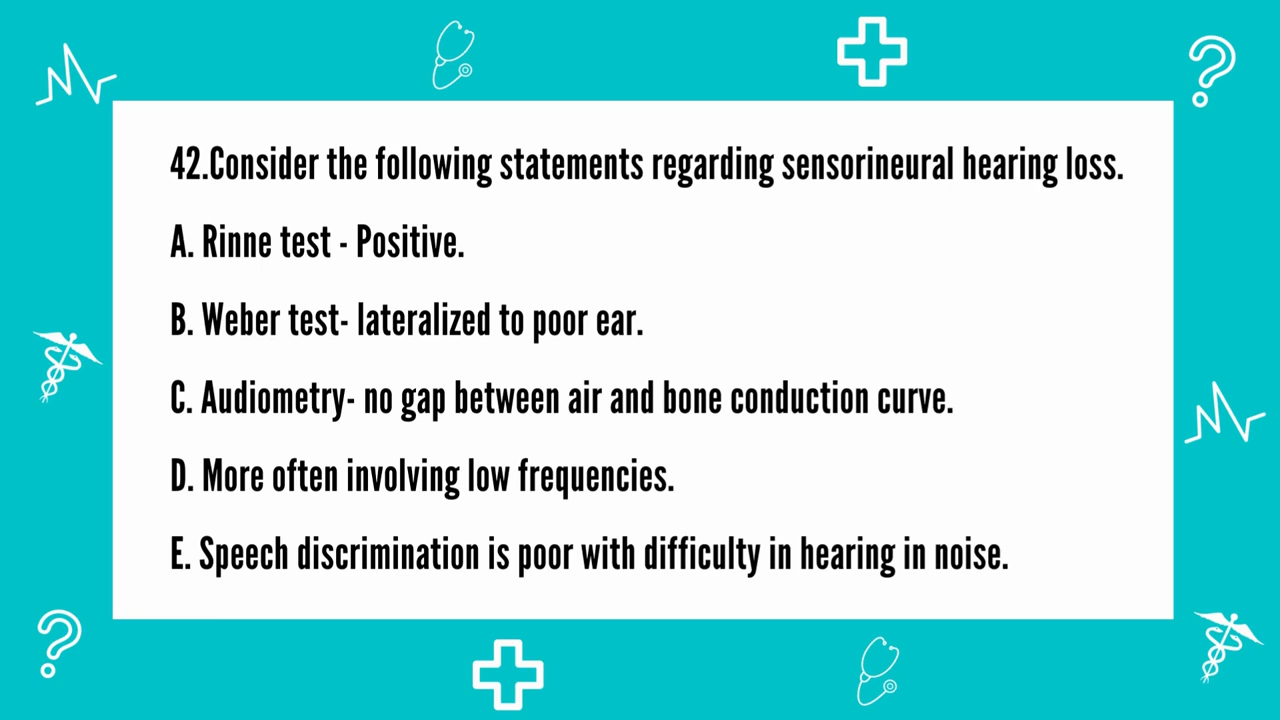 42.Consider the following statements regarding sensorineural hearing loss.
A. Rinne test - Positive.
B. Weber test- lateralized to poor ear.
C. Audiometry- no gap between air and bone conduction curve.
D. More often involving low frequencies.
E. Speech discrimination is poor with difficulty in hearing in noise.